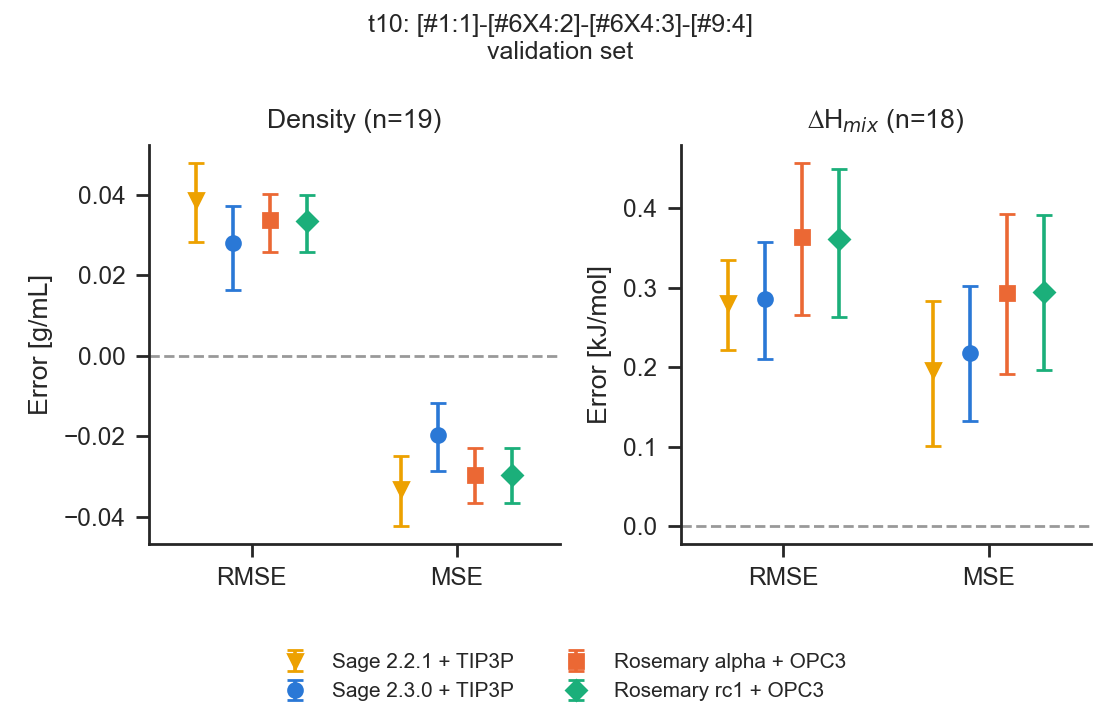 t10: [#1:1]-[#6X4:2]-[#6X4:3]-[#9:4]
validation set
Density (n=19)
Error [g/mL]
0.04
0.02
0.00
−0.02
−0.04
RMSE
MSE
ΔHmix (n=18)
Error [kJ/mol]
0.4
0.3
0.2
0.1
0.0
RMSE
MSE
Sage 2.2.1 + TIP3P
Sage 2.3.0 + TIP3P
Rosemary alpha + OPC3
Rosemary rc1 + OPC3